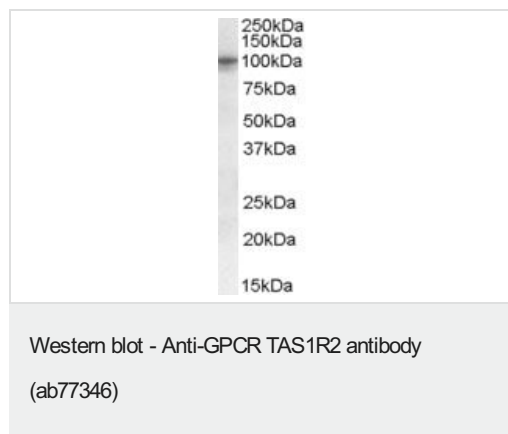 250kDa
150kDa
100kDa
75kDa
50kDa
37kDa
25kDa
20kDa
15kDa
Western blot - Anti-GPCR TAS1R2 antibody
(ab77346)